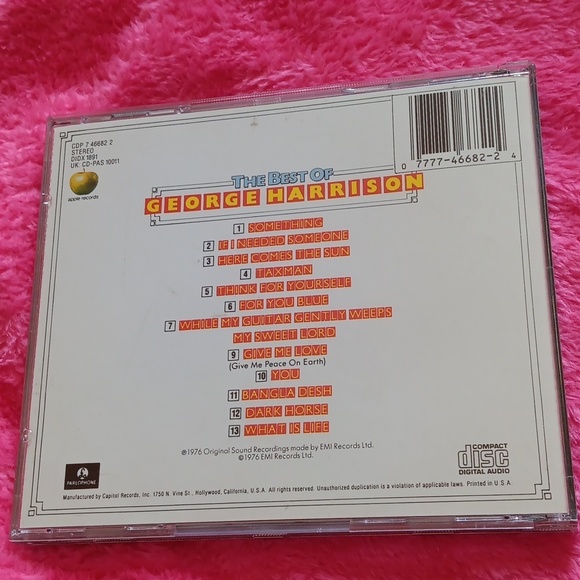 CDP 7 46682 2
STEREO
DIDX 1691
UK: CD-PAS 10011
apple records
0 7777-46682-2 4
THE BEST OF
GEORGE HARRISON
1 SOMETHING
2 IF I NEEDED SOMEONE
3 HERE COMES THE SUN
4 TAXMAN
5 THINK FOR YOURSELF
6 FOR YOU BLUE
7 WHILE MY GUITAR GENTLY WEEPS
MY SWEET LORD
9 GIVE ME LOVE
(Give Me Peace On Earth)
10 YOU
11 BANGLA DESH
12 DARK HORSE
13 WHAT IS LIFE
℗1976 Original Sound Recordings made by EMI Records Ltd.
©1976 EMI Records Ltd.
PARLOPHONE
COMPACT
disc
DIGITAL AUDIO
Manufactured by Capitol Records, Inc. 1750 N. Vine St., Hollywood, California, U.S.A. All rights reserved. Unauthorized duplication is a violation of applicable laws. Printed in U.S.A.